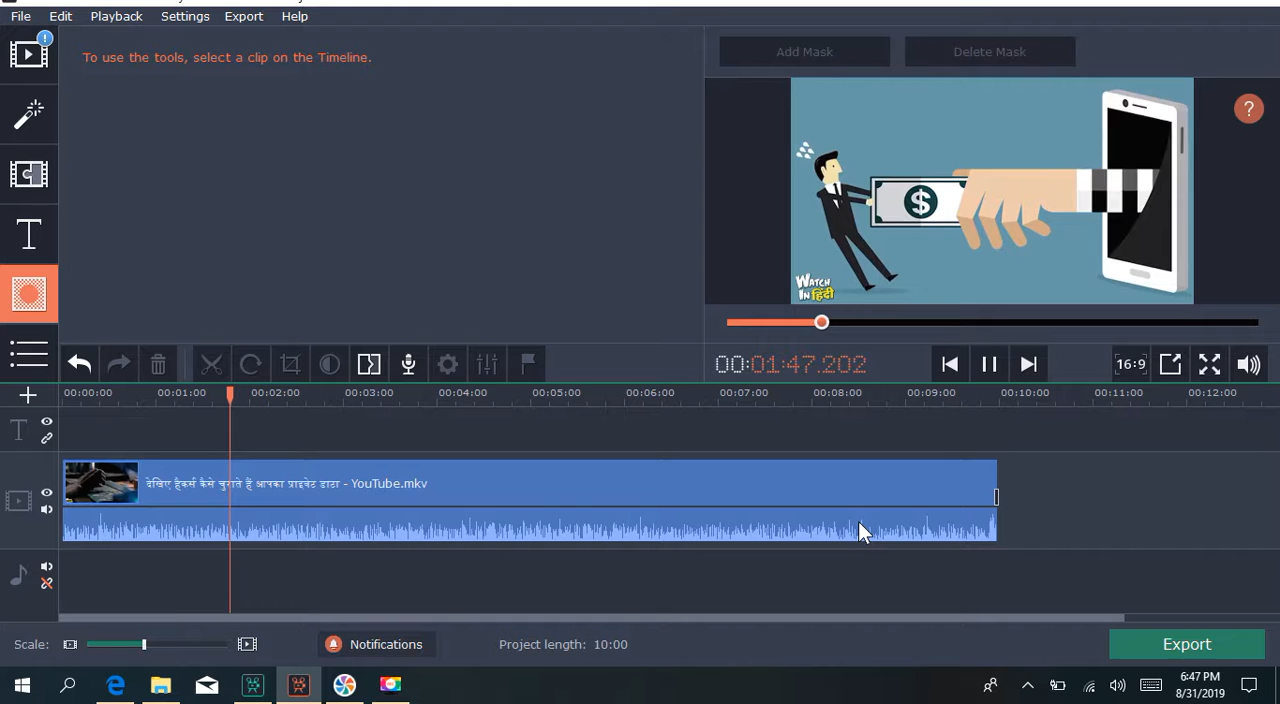 File Edit Playback Settings Export Help
To use the tools, select a clip on the Timeline.
Add Mask Delete Mask
?
$
WATCH
IN हिंदी
T
00:01:47.202
16:9
00:00:00 00:01:00 00:02:00 00:03:00 00:04:00 00:05:00 00:06:00 00:07:00 00:08:00 00:09:00 00:10:00 00:11:00 00:12:00
T
देखिए हैकर्स कैसे चुराते हैं आपका प्राइवेट डाटा - YouTube.mkv
Scale: Notifications Project length: 10:00 Export
6:47 PM
8/31/2019